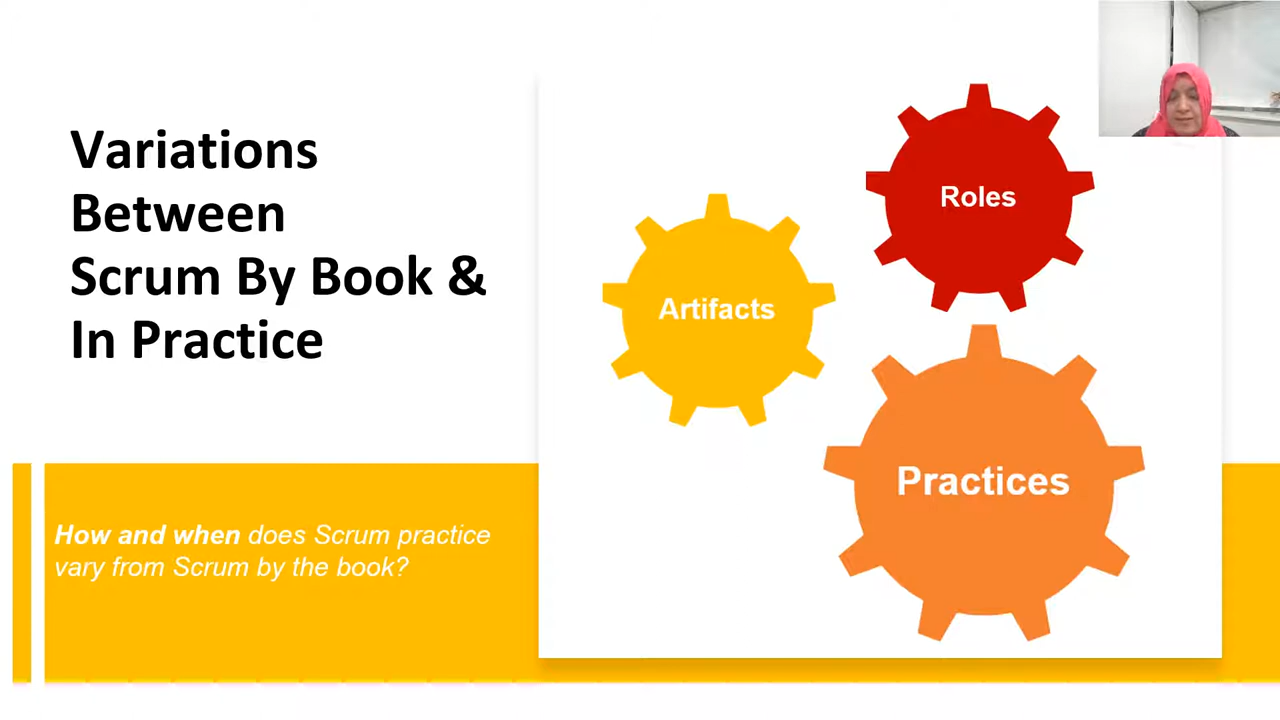 Variations
Between
Scrum By Book &
In Practice
How and when does Scrum practice
vary from Scrum by the book?
Artifacts
Roles
Practices